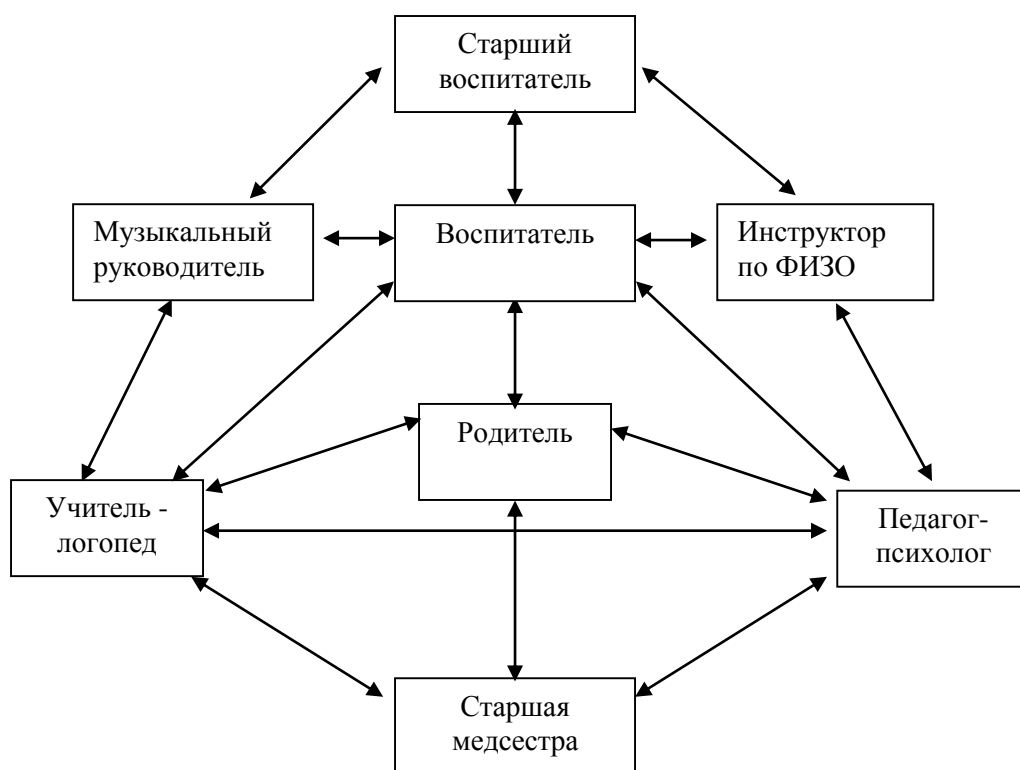 Старший
воспитатель
Музыкальный
руководитель
Воспитатель
Инструктор
по ФИЗО
Родитель
Учитель -
логопед
Педагог-
психолог
Старшая
медсестра